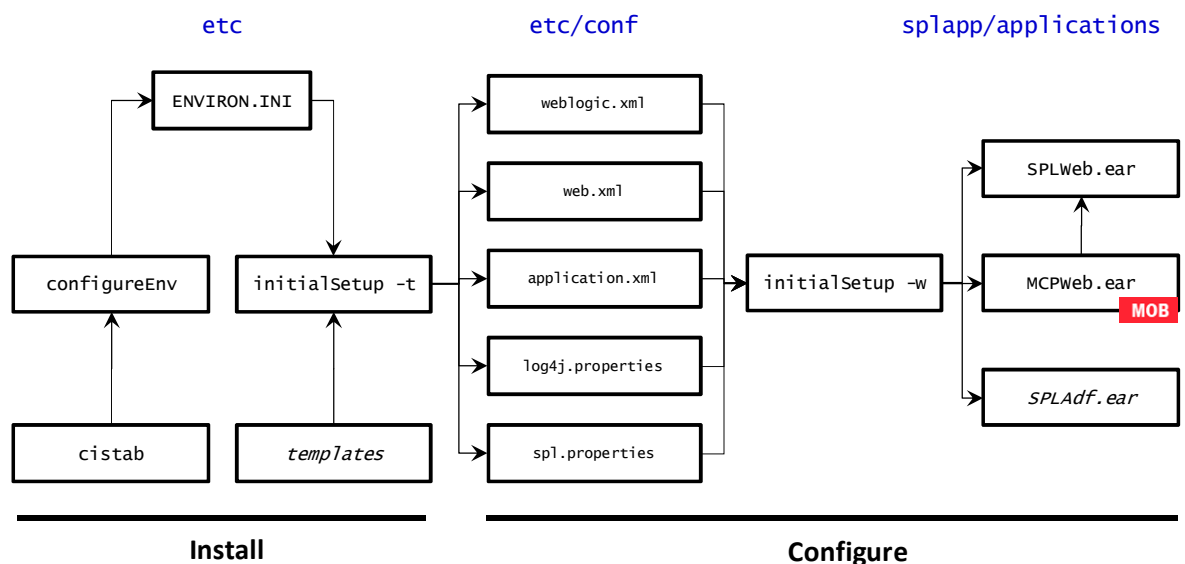 etc
etc/conf
splapp/applications
ENVIRON.INI
weblogic.xml
web.xml
SPLWeb.ear
configureEnv
initialSetup -t
application.xml
initialSetup -w
MCPWeb.ear
MOB
log4j.properties
SPLAdf.ear
cistab
templates
spl.properties
Install
Configure